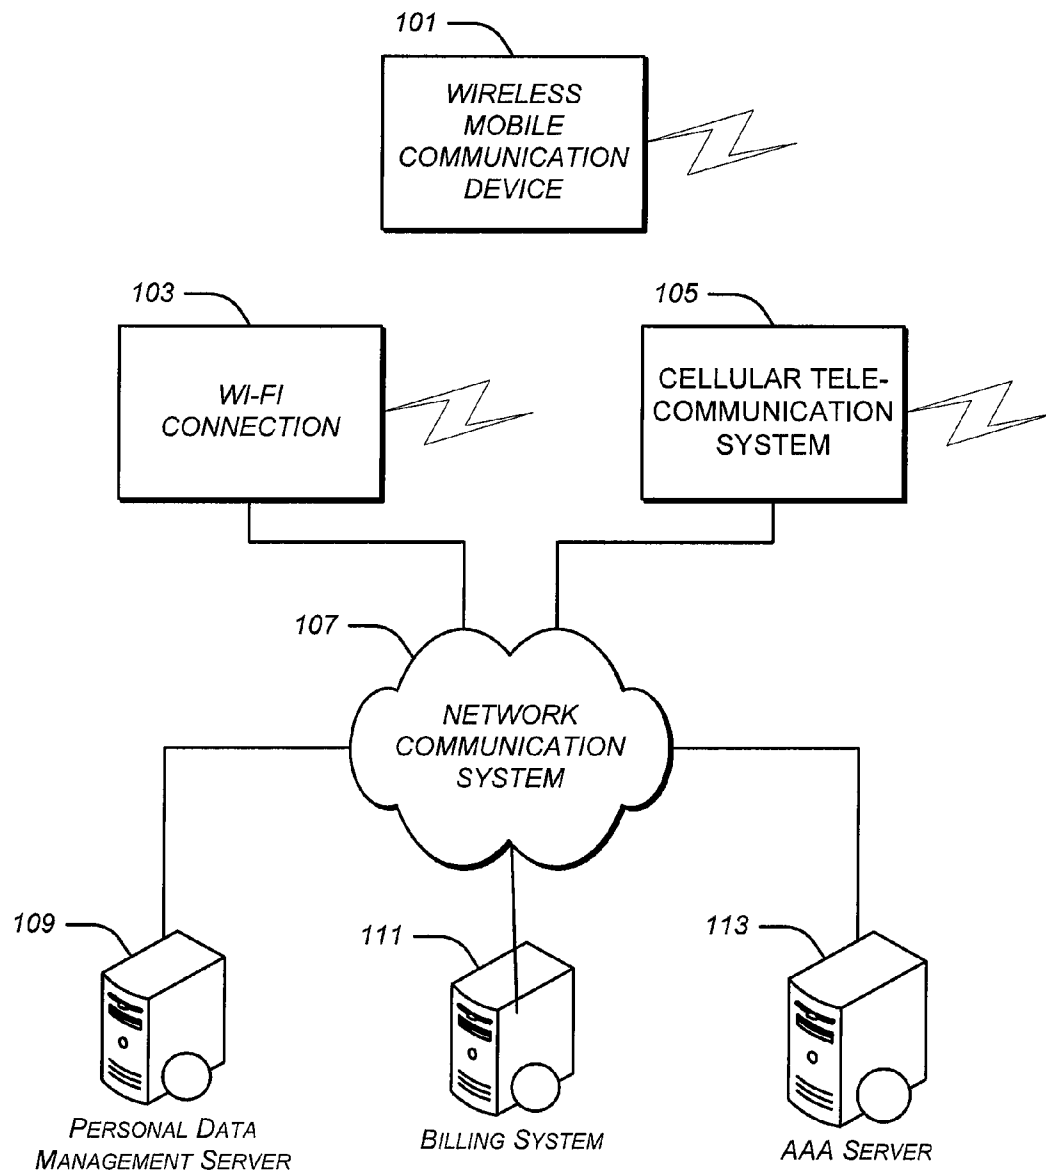 101
WIRELESS
MOBILE
COMMUNICATION
DEVICE
103
WI-FI
CONNECTION
105
CELLULAR TELE-
COMMUNICATION
SYSTEM
107
NETWORK
COMMUNICATION
SYSTEM
109
PERSONAL DATA
MANAGEMENT SERVER
111
BILLING SYSTEM
113
AAA SERVER